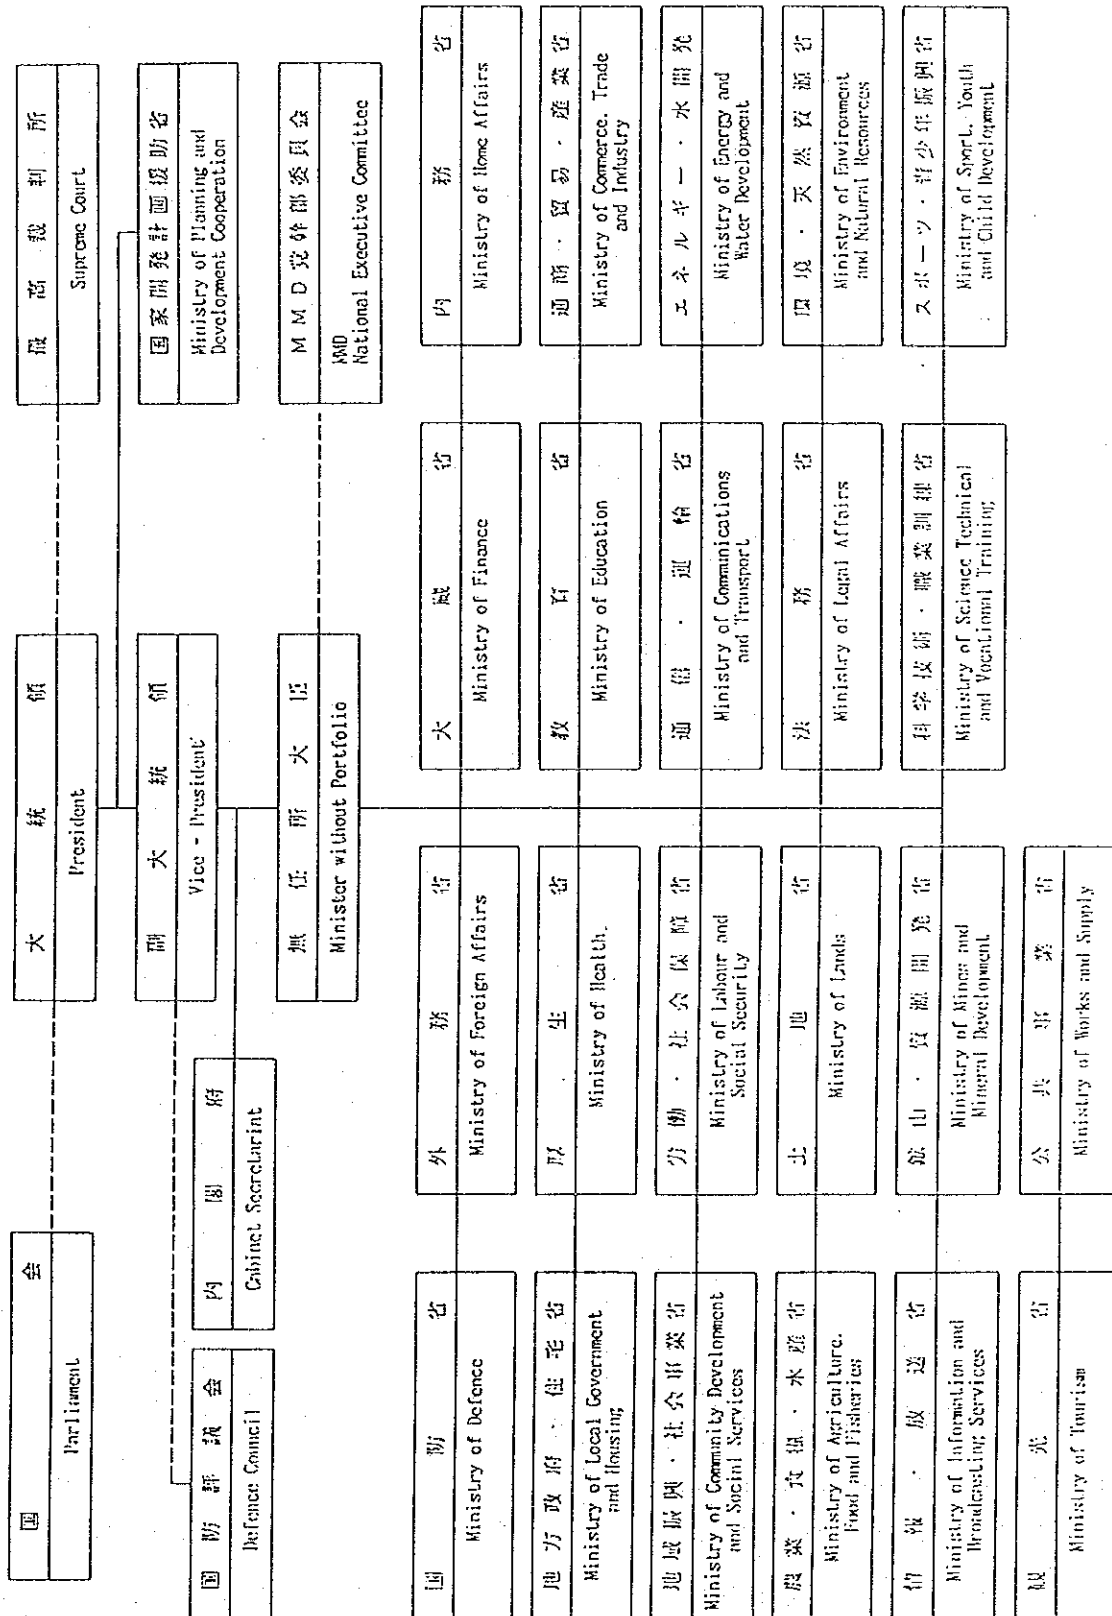 国会
Parliament
大統領
President
最高裁判所
Supreme Court
国防評議会
Defence Council
内閣府
Cabinet Secretariat
副大統領
Vice - President
国家開発計画援助省
Ministry of Planning and
Development Cooperation
無任所大臣
Minister without Portfolio
MMD党幹部委員会
MMD
National Executive Committee
国防省
Ministry of Defence
外務省
Ministry of Foreign Affairs
大蔵省
Ministry of Finance
内務省
Ministry of Home Affairs
地方政府・住宅省
Ministry of Local Government
and Housing
厚生省
Ministry of Health.
教育省
Ministry of Education
通商・貿易・産業省
Ministry of Commerce, Trade
and Industry
地域振興・社会事業省
Ministry of Community Development
and Social Services
労働・社会保障省
Ministry of Labour and
Social Security
通信・運輸省
Ministry of Communications
and Transport
エネルギー・水開発
Ministry of Energy and
Water Development
農業・食糧・水産省
Ministry of Agriculture,
Food and Fisheries
土地省
Ministry of Lands
法務省
Ministry of Legal Affairs
環境・天然資源省
Ministry of Environment
and Natural Resources
情報・放送省
Ministry of Information and
Broadcasting Services
鉱山・資源開発省
Ministry of Mines and
Mineral Development
科学技術・職業訓練省
Ministry of Science Technical
and Vocational Training
スポーツ・青少年振興省
Ministry of Sport, Youth
and Child Development
観光省
Ministry of Tourism
公共事業省
Ministry of Works and Supply